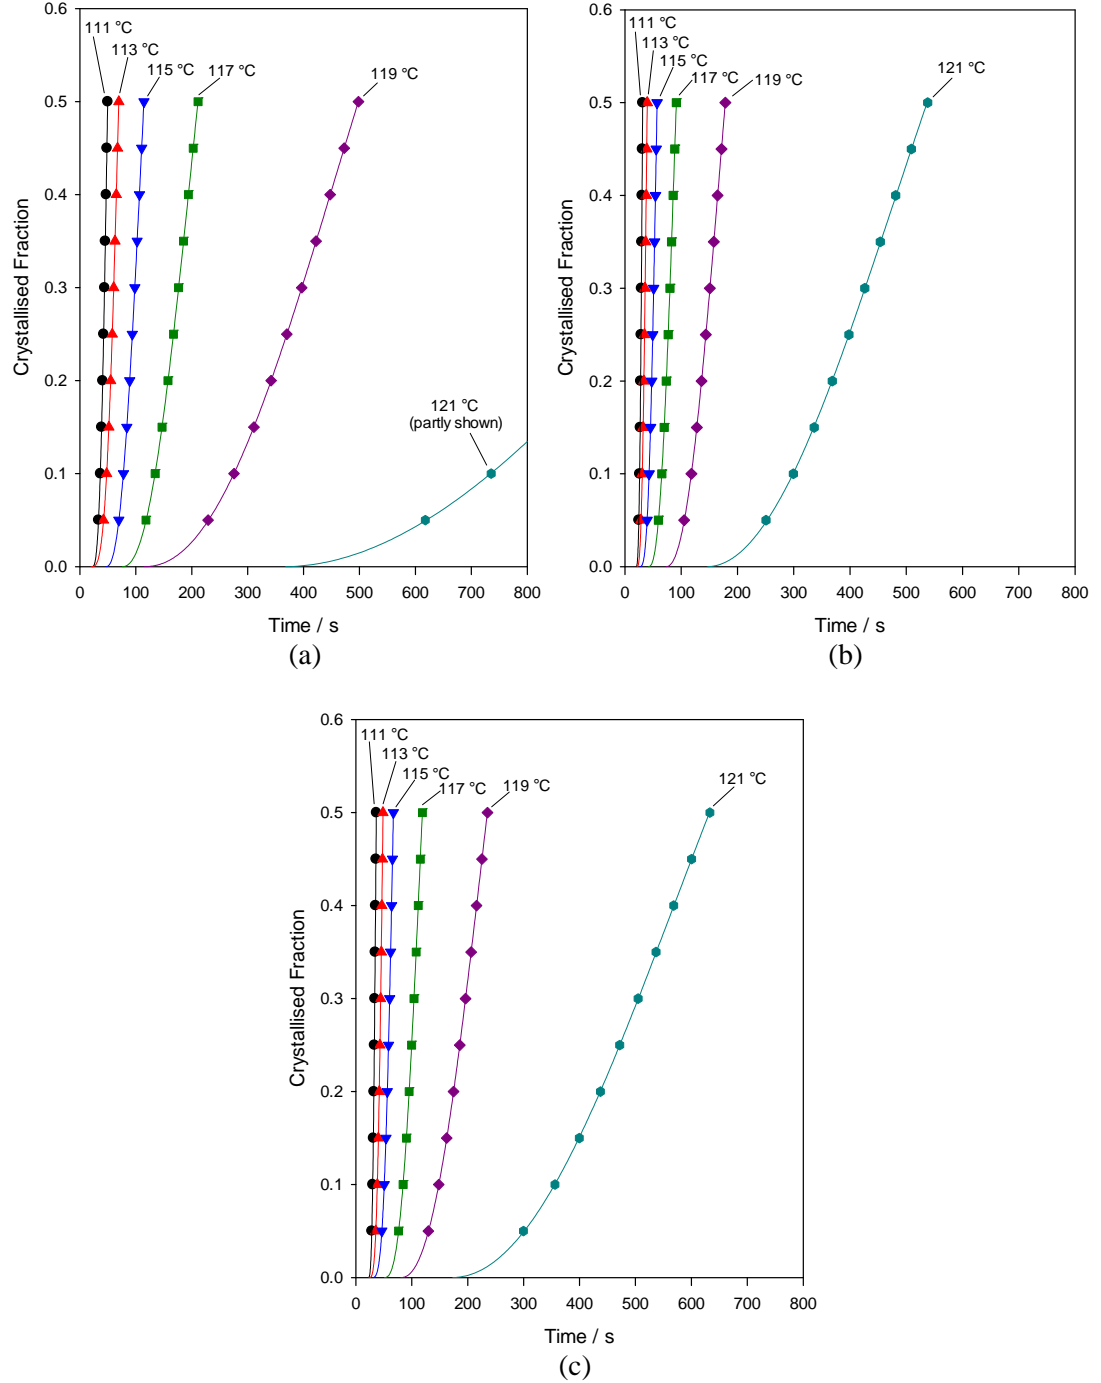 0.6
111 °C
113 °C
115 °C
117 °C
119 °C
0.5
0.4
0.3
0.2
0.1
0.0
Crystallised Fraction
121 °C
(partly shown)
0 100 200 300 400 500 600 700 800
Time / s
(a)
0.6
111 °C
113 °C
115 °C
117 °C
119 °C
121 °C
0.5
0.4
0.3
0.2
0.1
0.0
Crystallised Fraction
0 100 200 300 400 500 600 700 800
Time / s
(b)
0.6
111 °C
113 °C
115 °C
117 °C
119 °C
121 °C
0.5
0.4
0.3
0.2
0.1
0.0
Crystallised Fraction
0 100 200 300 400 500 600 700 800
Time / s
(c)